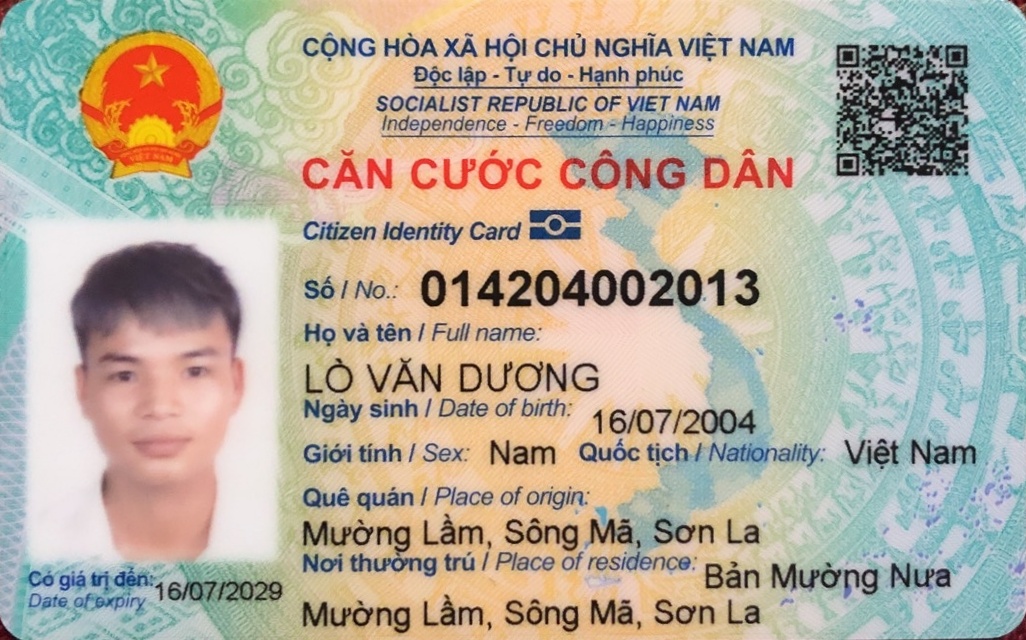 CỘNG HÒA XÃ HỘI CHỦ NGHĨA VIỆT NAM
Độc lập - Tự do - Hạnh phúc
SOCIALIST REPUBLIC OF VIET NAM
Independence - Freedom - Happiness
CĂN CƯỚC CÔNG DÂN
Citizen Identity Card
Số / No.: 014204002013
Họ và tên / Full name:
LÒ VĂN DƯƠNG
Ngày sinh / Date of birth: 16/07/2004
Giới tính / Sex: Nam Quốc tịch / Nationality: Việt Nam
Quê quán / Place of origin:
Mường Lầm, Sông Mã, Sơn La
Nơi thường trú / Place of residence: Bản Mường Nưa
Mường Lầm, Sông Mã, Sơn La
Có giá trị đến: 16/07/2029
Date of expiry
VIỆT NAM